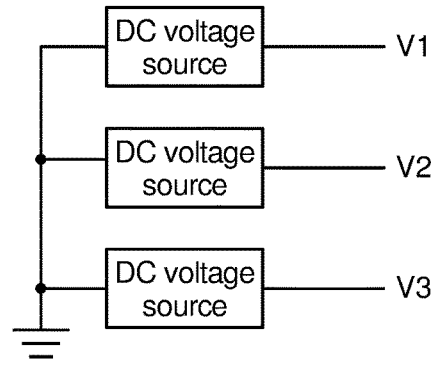 DC voltage
source
V1
DC voltage
source
V2
DC voltage
source
V3